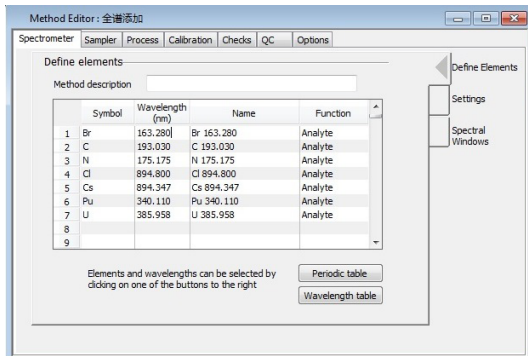 Method Editor : 全谱添加
Spectrometer Sampler Process Calibration Checks QC Options
Define elements
Method description
Symbol Wavelength (nm) Name Function
1 Br 163.280 Br 163.280 Analyte
2 C 193.030 C 193.030 Analyte
3 N 175.175 N 175.175 Analyte
4 Cl 894.800 Cl 894.800 Analyte
5 Cs 894.347 Cs 894.347 Analyte
6 Pu 340.110 Pu 340.110 Analyte
7 U 385.958 U 385.958 Analyte
8
9
Elements and wavelengths can be selected by
clicking on one of the buttons to the right
Periodic table
Wavelength table
Define Elements
Settings
Spectral
Windows